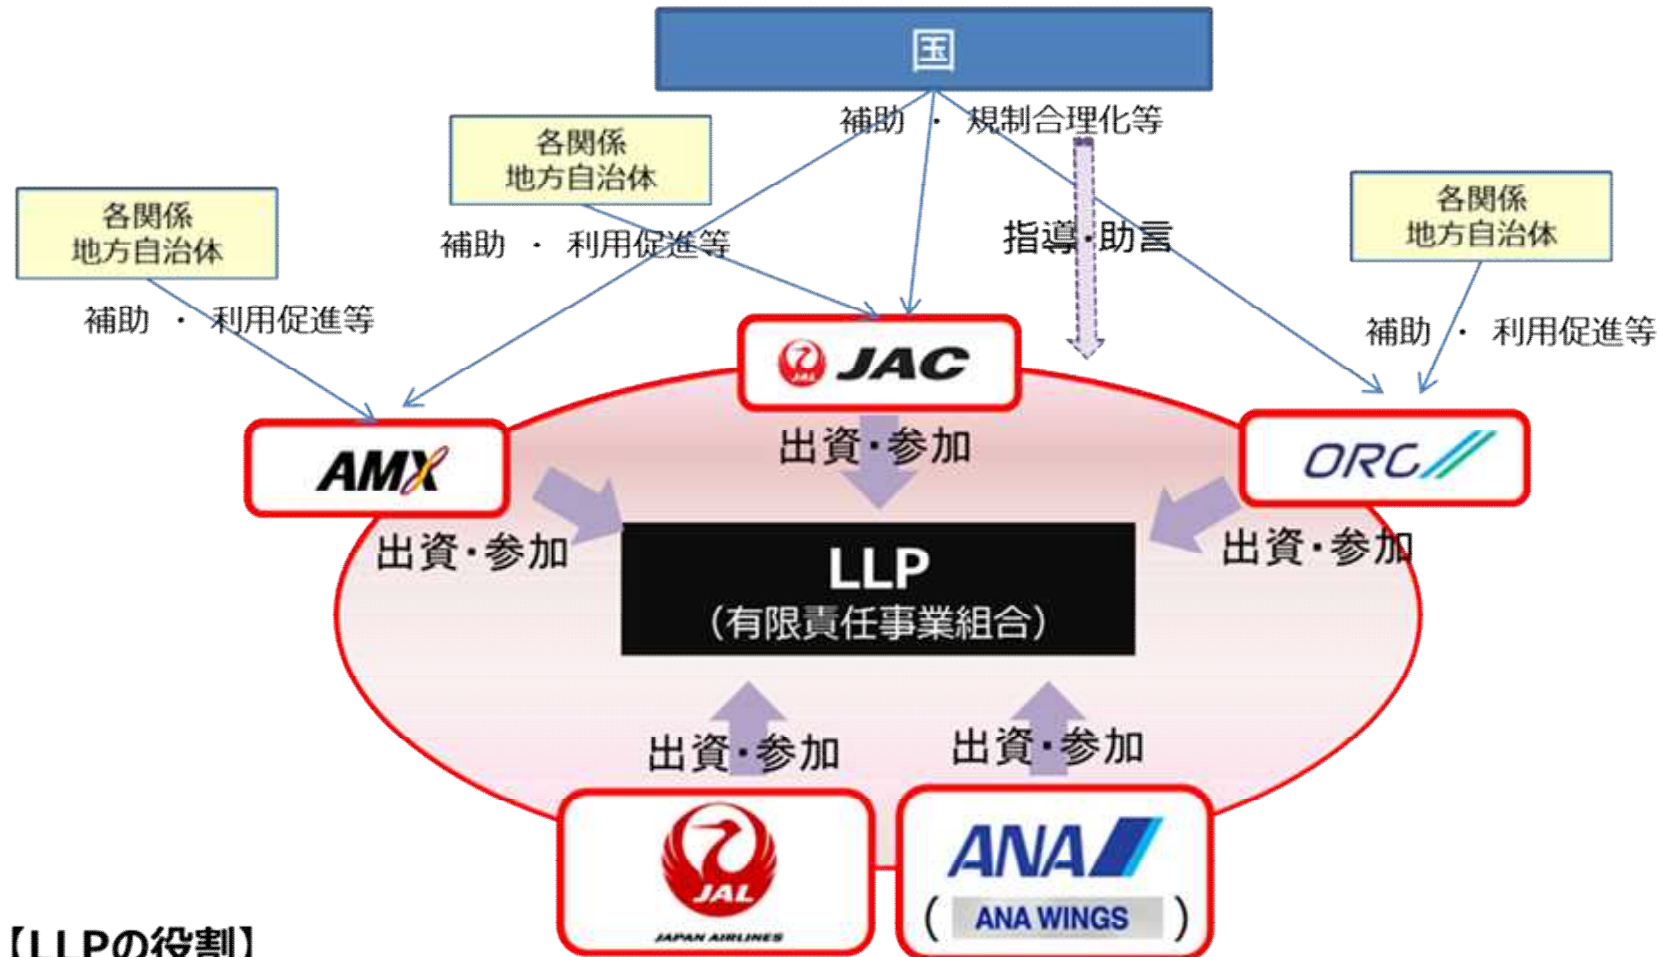 国
補助 ・ 規制合理化等
各関係
地方自治体
各関係
地方自治体
各関係
地方自治体
補助 ・ 利用促進等
指導・助言
補助 ・ 利用促進等
補助 ・ 利用促進等
JAL
JAC
AMX
ORC
出資・参加
出資・参加
出資・参加
LLP
（有限責任事業組合）
出資・参加
出資・参加
JAL
JAPAN AIRLINES
ANA
( ANA WINGS )
【LLPの役割】